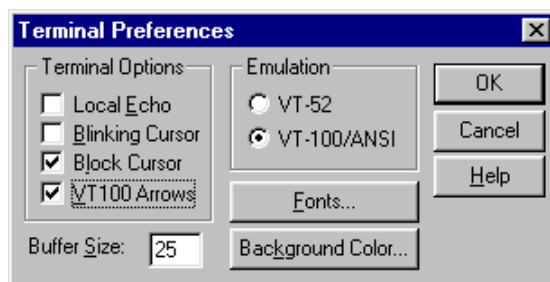 Terminal Preferences
Terminal Options
Local Echo
Blinking Cursor
Block Cursor
VT100 Arrows
Buffer Size: 25
Emulation
VT-52
VT-100/ANSI
Fonts...
Background Color...
OK
Cancel
Help